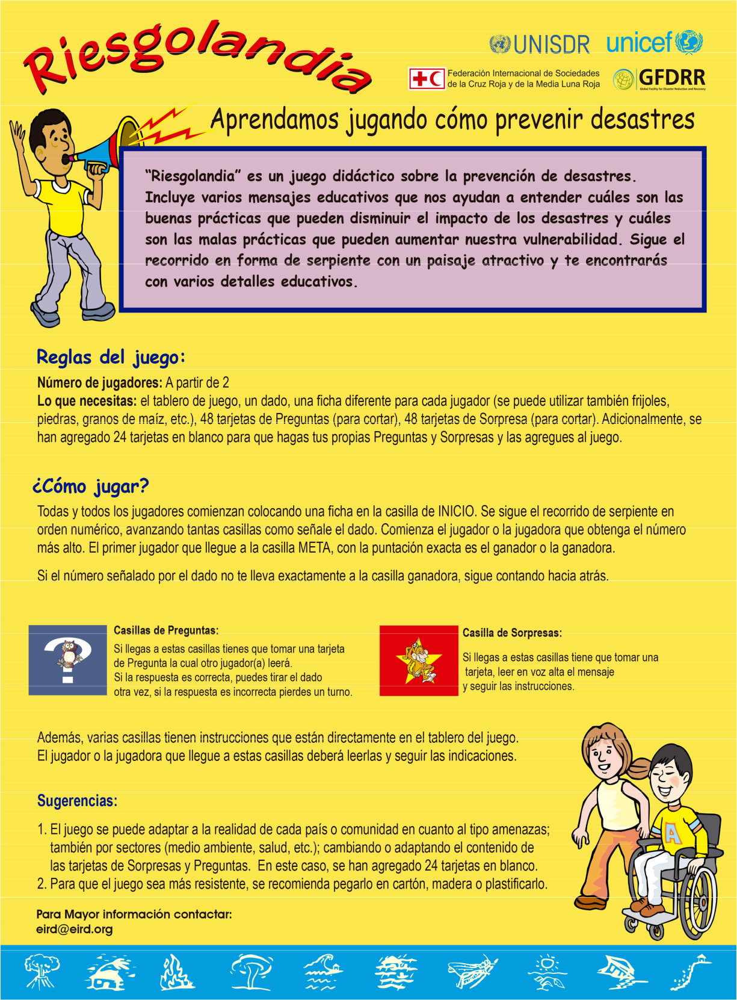 Riesgolandia
UNISDR
unicef
Federación Internacional de Sociedades
de la Cruz Roja y de la Media Luna Roja
GFDRR
Global Facility for Disaster Reduction and Recovery
Aprendamos jugando cómo prevenir desastres
“Riesgolandia” es un juego didáctico sobre la prevención de desastres.
Incluye varios mensajes educativos que nos ayudan a entender cuáles son las
buenas prácticas que pueden disminuir el impacto de los desastres y cuáles
son las malas prácticas que pueden aumentar nuestra vulnerabilidad. Sigue el
recorrido en forma de serpiente con un paisaje atractivo y te encontrarás
con varios detalles educativos.
Reglas del juego:
Número de jugadores: A partir de 2
Lo que necesitas: el tablero de juego, un dado, una ficha diferente para cada jugador (se puede utilizar también frijoles,
piedras, granos de maíz, etc.), 48 tarjetas de Preguntas (para cortar), 48 tarjetas de Sorpresa (para cortar). Adicionalmente, se
han agregado 24 tarjetas en blanco para que hagas tus propias Preguntas y Sorpresas y las agregues al juego.
¿Cómo jugar?
Todas y todos los jugadores comienzan colocando una ficha en la casilla de INICIO. Se sigue el recorrido de serpiente en
orden numérico, avanzando tantas casillas como señale el dado. Comienza el jugador o la jugadora que obtenga el número
más alto. El primer jugador que llegue a la casilla META, con la puntación exacta es el ganador o la ganadora.
Si el número señalado por el dado no te lleva exactamente a la casilla ganadora, sigue contando hacia atrás.
?
Casillas de Preguntas:
Si llegas a estas casillas tienes que tomar una tarjeta
de Pregunta la cual otro jugador(a) leerá.
Si la respuesta es correcta, puedes tirar el dado
otra vez, si la respuesta es incorrecta pierdes un turno.
Casilla de Sorpresas:
Si llegas a estas casillas tiene que tomar una
tarjeta, leer en voz alta el mensaje
y seguir las instrucciones.
Además, varias casillas tienen instrucciones que están directamente en el tablero del juego.
El jugador o la jugadora que llegue a estas casillas deberá leerlas y seguir las indicaciones.
Sugerencias:
1. El juego se puede adaptar a la realidad de cada país o comunidad en cuanto al tipo amenazas;
también por sectores (medio ambiente, salud, etc.); cambiando o adaptando el contenido de
las tarjetas de Sorpresas y Preguntas. En este caso, se han agregado 24 tarjetas en blanco.
2. Para que el juego sea más resistente, se recomienda pegarlo en cartón, madera o plastificarlo.
A
Para Mayor información contactar:
eird@eird.org